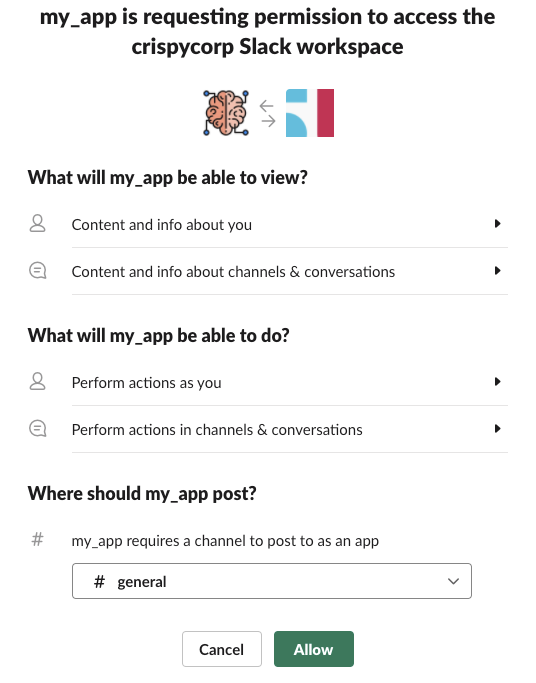 my_app is requesting permission to access the
crispycorp Slack workspace
What will my_app be able to view?
Content and info about you
Content and info about channels & conversations
What will my_app be able to do?
Perform actions as you
Perform actions in channels & conversations
Where should my_app post?
# my_app requires a channel to post to as an app
# general
Cancel Allow